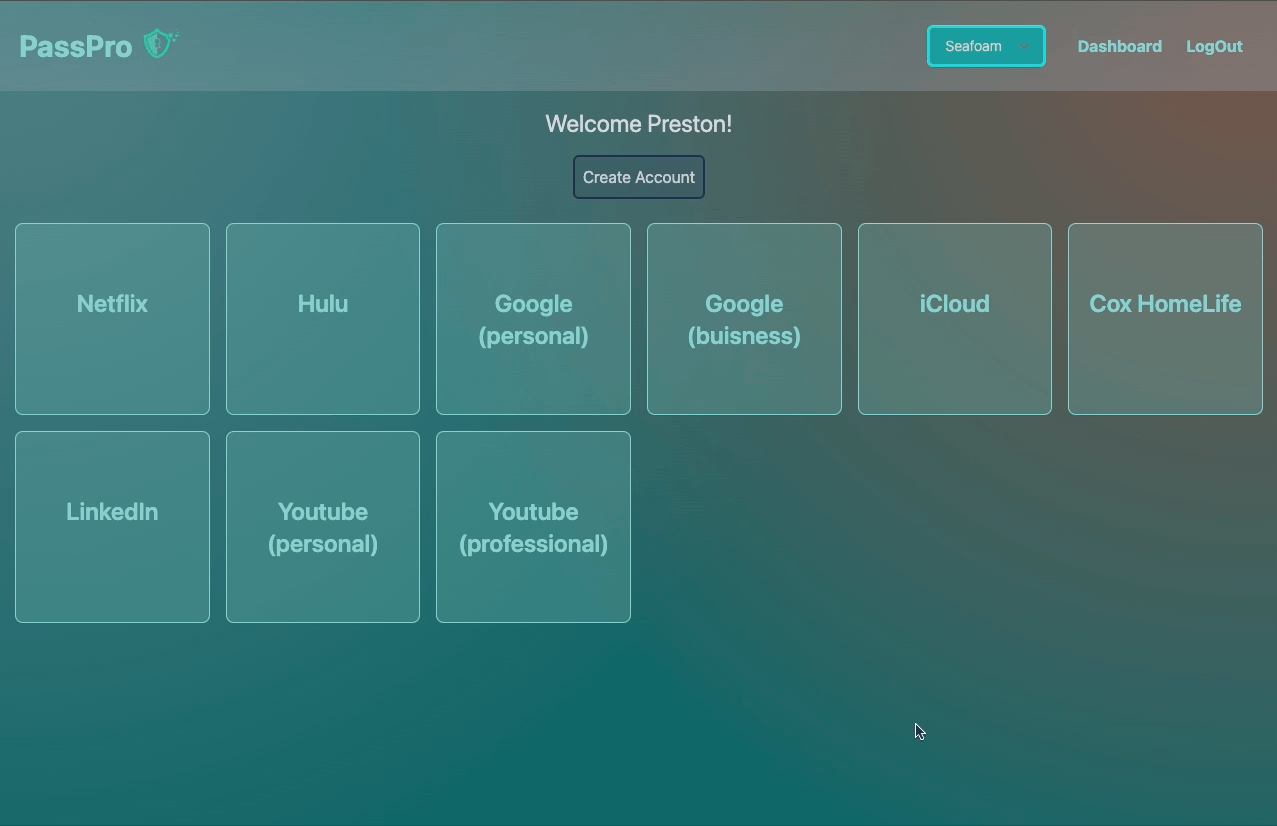 PassPro
Seafoam
Dashboard
LogOut
Welcome Preston!
Create Account
Netflix
Hulu
Google
(personal)
Google
(buisness)
iCloud
Cox HomeLife
LinkedIn
Youtube
(personal)
Youtube
(professional)